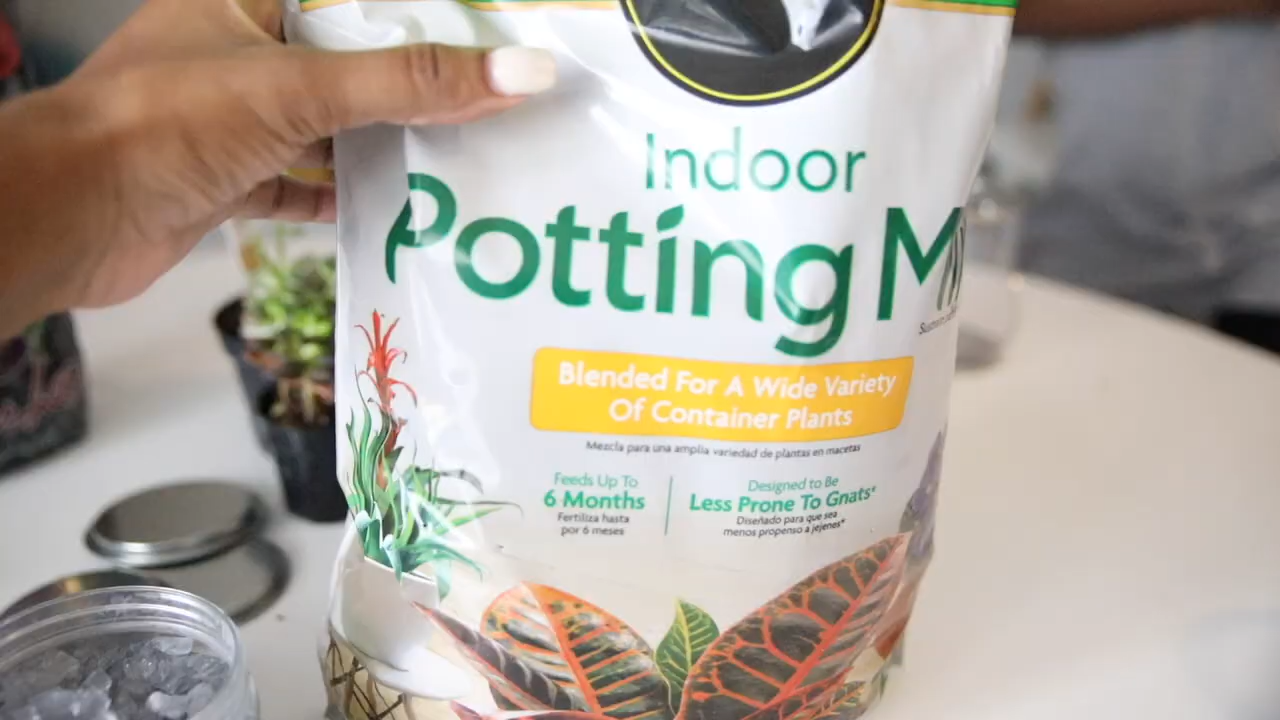 Indoor
Potting M
Blended For A Wide Variety
Of Container Plants
Mezcla para una amplia variedad de plantas en macetas
Feeds Up To
6 Months
Fertiliza hasta
por 6 meses
Designed to Be
Less Prone To Gnats*
Diseñado para que sea
menos propenso a jejenes*